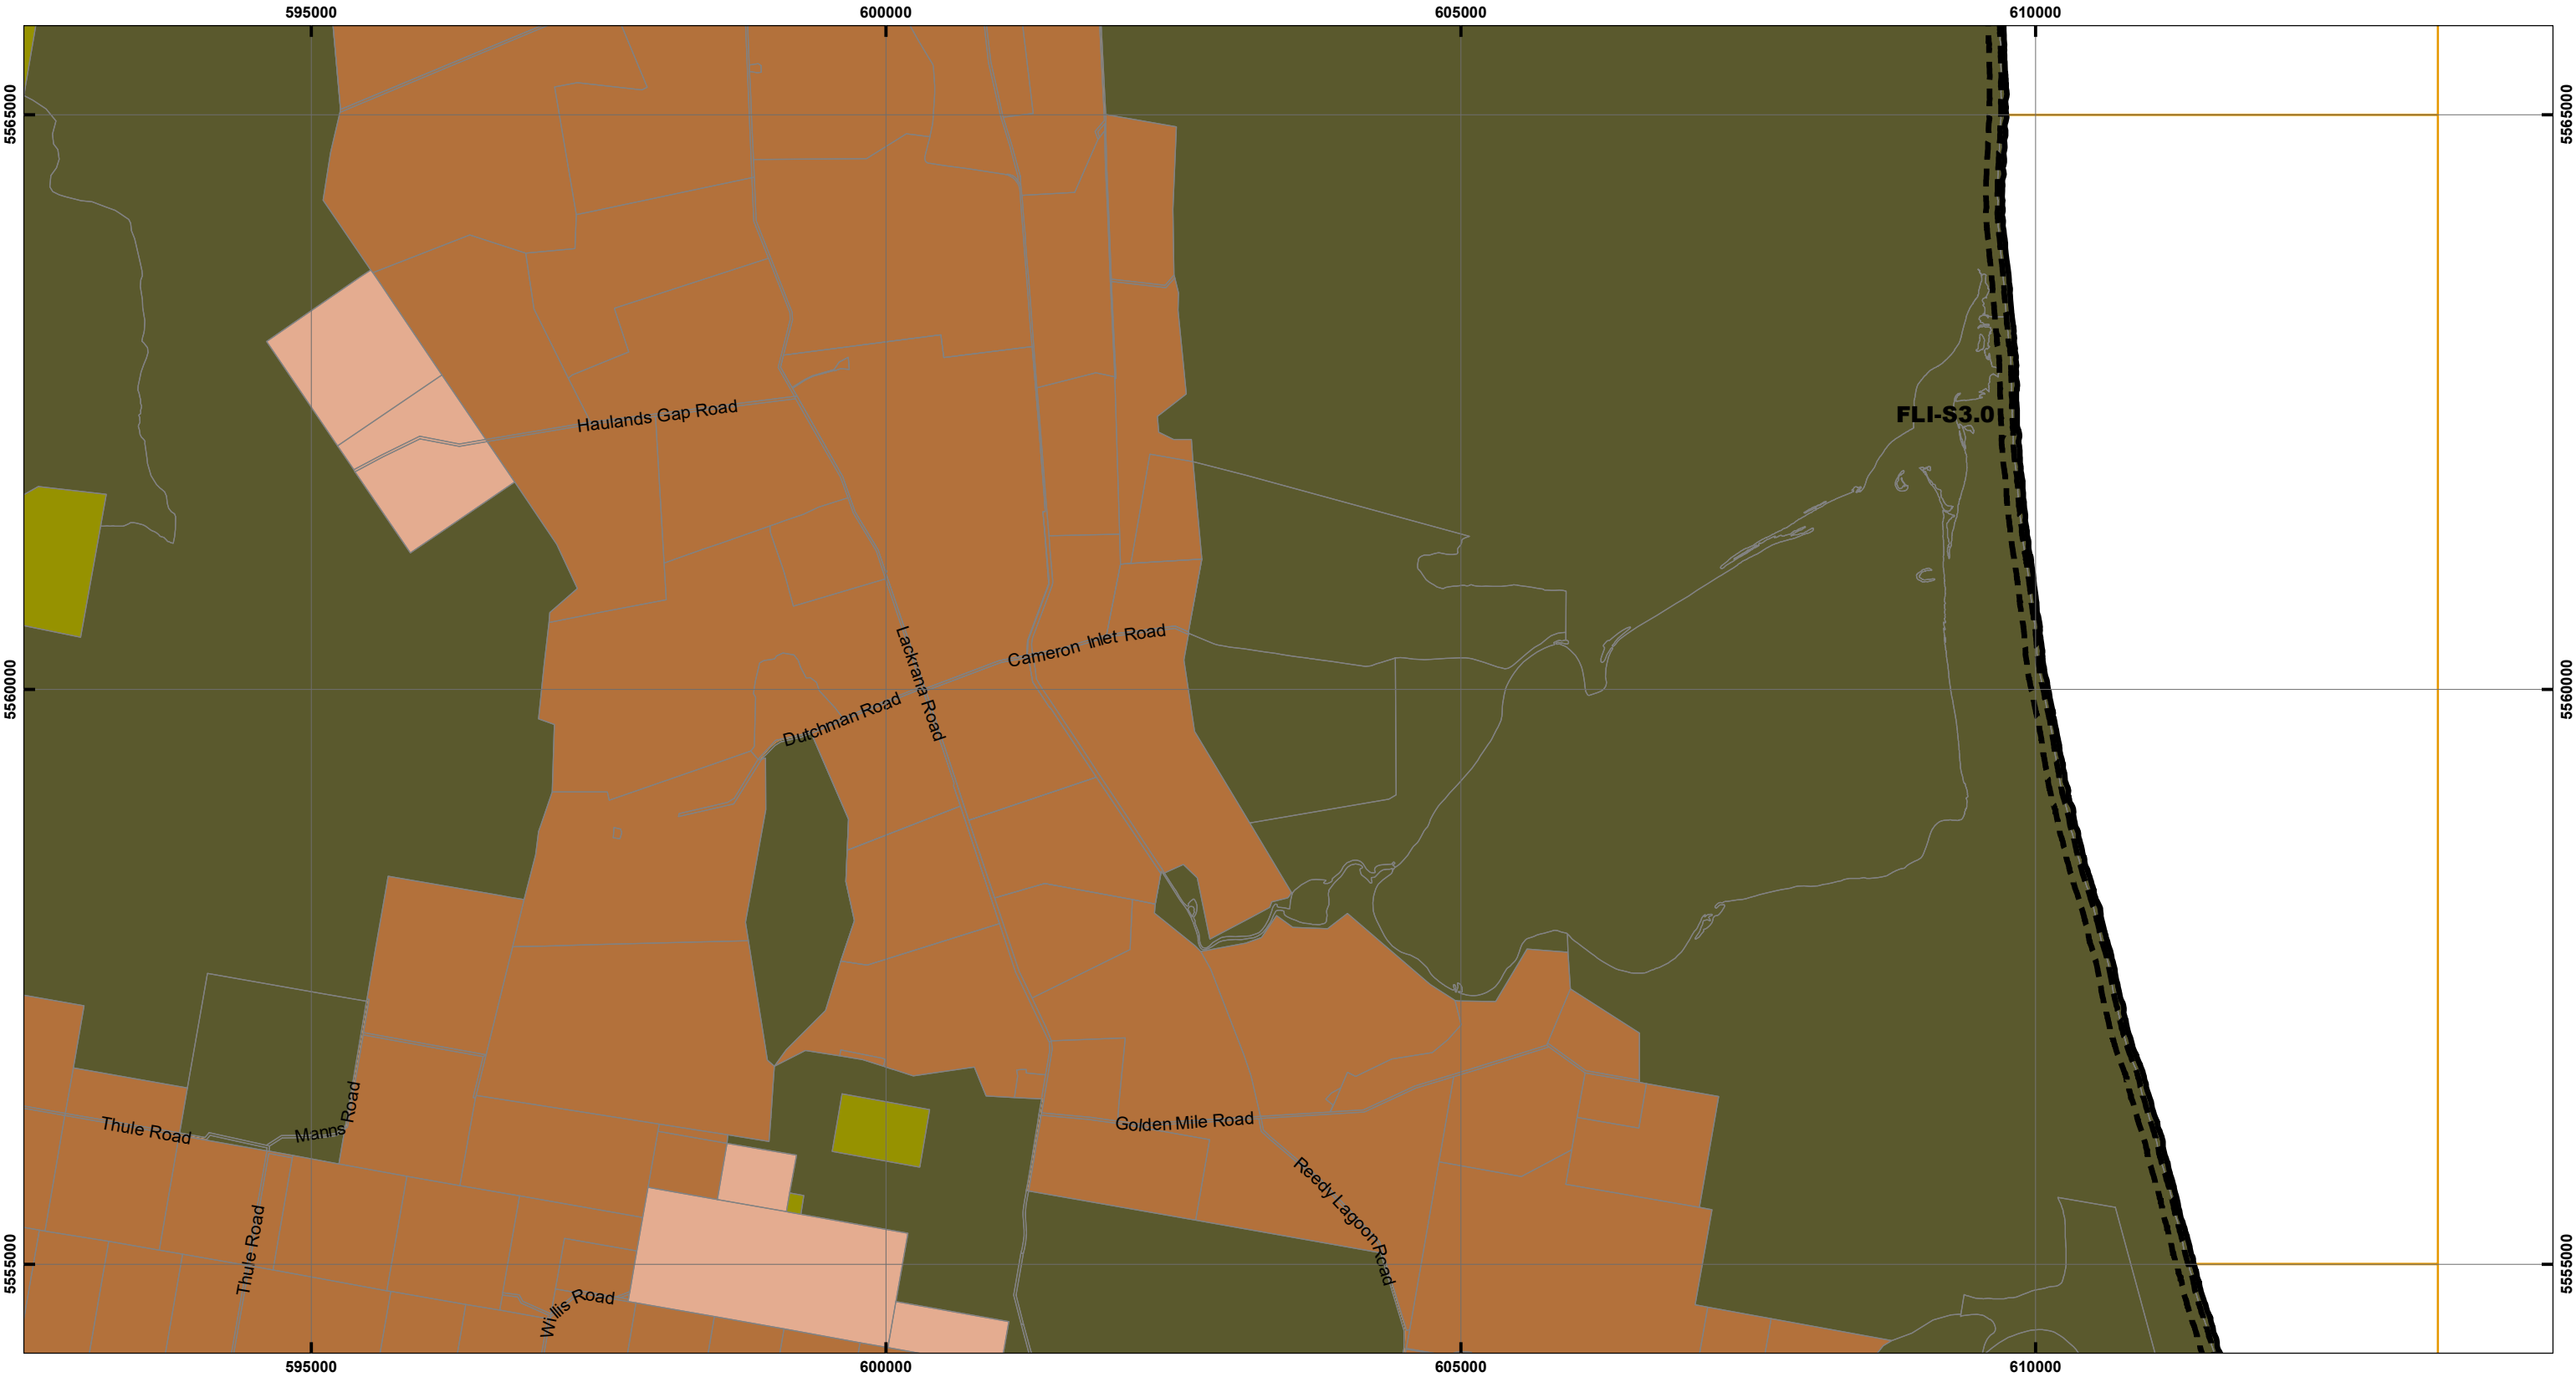 595000
600000
605000
610000
5565000
5565000
FLI-S3.0
Haulands Gap Road
Cameron Inlet Road
Lackrana Road
Dutchman Road
5560000
5560000
Manns Road
Thule Road
Golden Mile Road
Reedy Lagoon Road
Thule Road
Willis Road
5555000
5555000
595000
600000
605000
610000